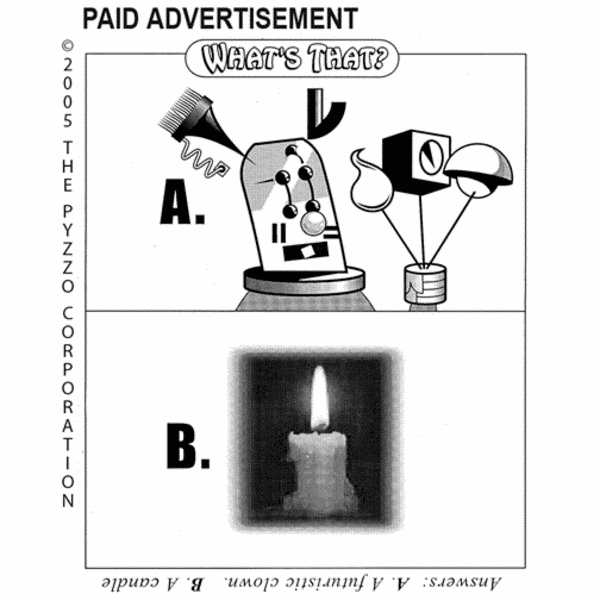 PAID ADVERTISEMENT
WHAT'S THAT?
© 2005 THE PYZZO CORPORATION
A.
B.
Answers: A. A futuristic clown. B. A candle